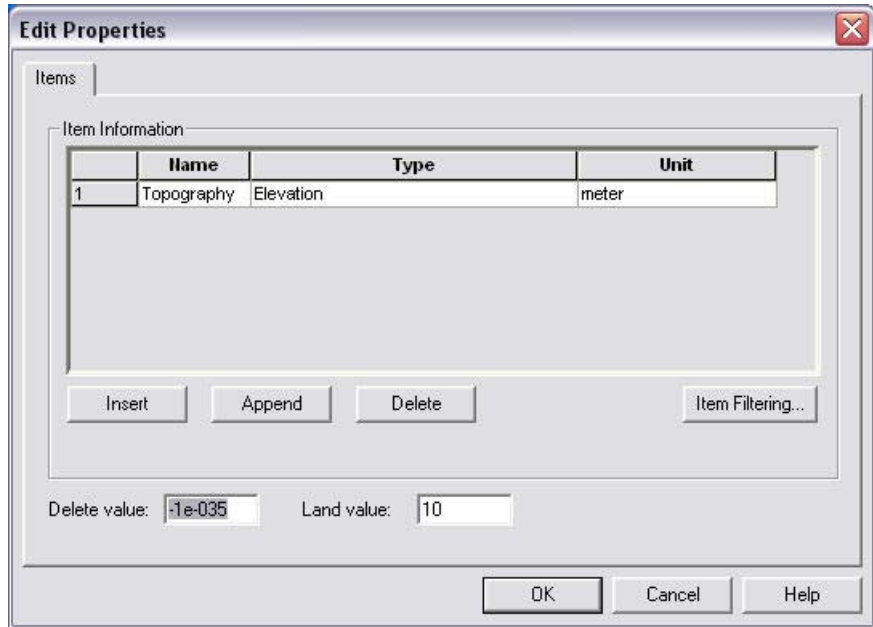 Edit Properties
Items
Item Information
Name Type Unit
1 Topography Elevation meter
Insert Append Delete Item Filtering...
Delete value: -1e-035 Land value: 10
OK Cancel Help